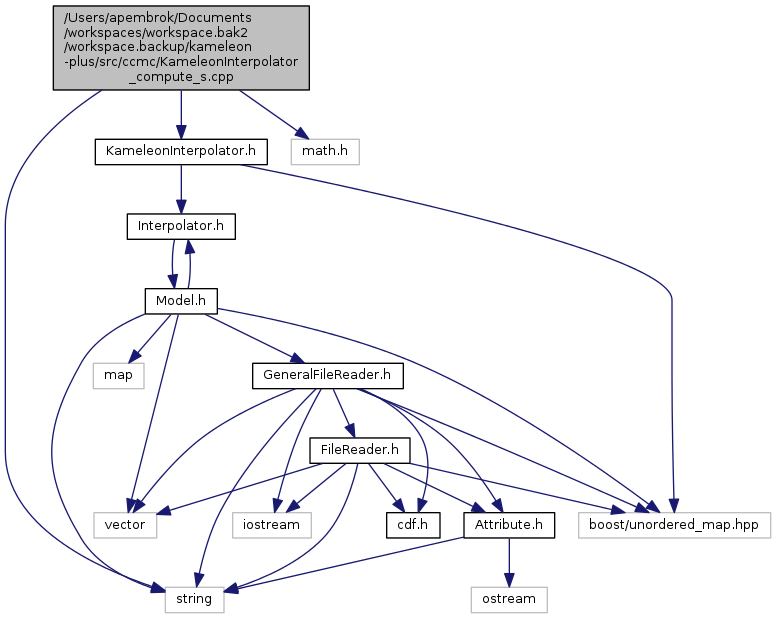 /Users/apembrok/Documents
/workspaces/workspace.bak2
/workspace.backup/kameleon
-plus/src/ccmc/KameleonInterpolator
_compute_s.cpp
KameleonInterpolator.h
math.h
Interpolator.h
Model.h
map
GeneralFileReader.h
FileReader.h
vector
iostream
cdf.h
Attribute.h
boost/unordered_map.hpp
string
ostream